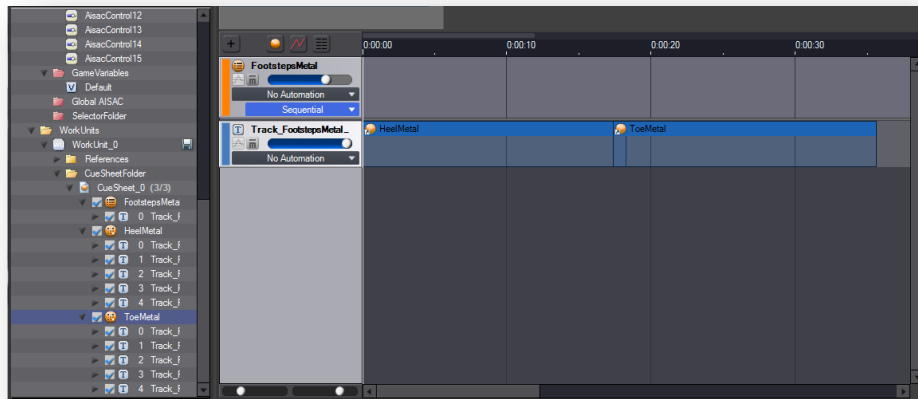 AisacControl12
AisacControl13
AisacControl14
AisacControl15
GameVariables
Default
Global AISAC
SelectorFolder
WorkUnits
WorkUnit_0
References
CueSheetFolder
CueSheet_0 (3/3)
FootstepsMeta
0 Track_F
HeelMetal
0 Track_F
1 Track_F
2 Track_F
3 Track_F
4 Track_F
ToeMetal
0 Track_F
1 Track_F
2 Track_F
3 Track_F
4 Track_F
0:00:00 0:00:10 0:00:20 0:00:30
FootstepsMetal
No Automation
Sequential
Track_FootstepsMetal_
No Automation
HeelMetal
ToeMetal